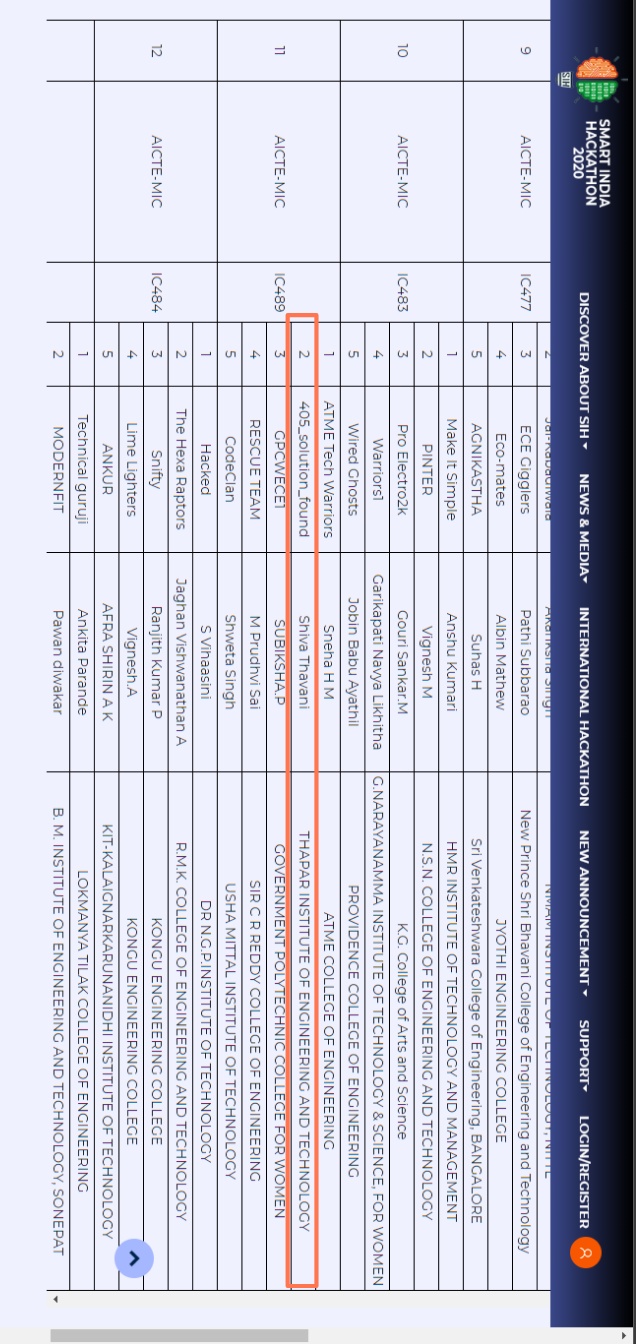 SMART INDIA
HACKATHON
2020
SIH
DISCOVER ABOUT SIH NEWS & MEDIA INTERNATIONAL HACKATHON NEW ANNOUNCEMENT SUPPORT LOGIN/REGISTER
2 Jai-Kabadiwala Akanksha Singh NMAM INSTITUTE OF TECHNOLOGY, NITTE
9 AICTE-MIC IC477 3 ECE Gigglers Pathi Subbarao New Prince Shri Bhavani College of Engineering and Technology
4 Eco-mates Albin Mathew JYOTHI ENGINEERING COLLEGE
5 AGNIKASTHA Suhas H Sri Venkateshwara College of Engineering, BANGALORE
1 Make It Simple Anshu Kumari HMR INSTITUTE OF TECHNOLOGY AND MANAGEMENT
2 PINTER Vignesh M N.S.N. COLLEGE OF ENGINEERING AND TECHNOLOGY
10 AICTE-MIC IC483 3 Pro Electro2k Gouri Sankar.M K.G. College of Arts and Science
4 Warriors1 Garikapati Navya Likhitha G.NARAYANAMMA INSTITUTE OF TECHNOLOGY & SCIENCE, FOR WOMEN
5 Wired Ghosts Jobin Babu Ayathil PROVIDENCE COLLEGE OF ENGINEERING
1 ATME Tech Warriors Sneha H M ATME COLLEGE OF ENGINEERING
2 405_solution_found Shiva Thavani THAPAR INSTITUTE OF ENGINEERING AND TECHNOLOGY
11 AICTE-MIC IC489 3 GPCWECE1 SUBIKSHA.P GOVERNMENT POLYTECHNIC COLLEGE FOR WOMEN
4 RESCUE TEAM M Prudhvi Sai SIR C R REDDY COLLEGE OF ENGINEERING
5 CodeClan Shweta Singh USHA MITTAL INSTITUTE OF TECHNOLOGY
1 Hacked S Vihaasini DR N.G.P.INSTITUTE OF TECHNOLOGY
2 The Hexa Raptors Jaghan Vishwanathan A R.M.K. COLLEGE OF ENGINEERING AND TECHNOLOGY
12 AICTE-MIC IC484 3 Snifty Ranjith Kumar P KONGU ENGINEERING COLLEGE
4 Lime Lighters Vignesh.A KONGU ENGINEERING COLLEGE
5 ANKUR AFRA SHIRIN A K KIT-KALAIGNARKARUNANIDHI INSTITUTE OF TECHNOLOGY
1 Technical guruji Ankita Parande LOKMANYA TILAK COLLEGE OF ENGINEERING
2 MODERNFIT Pawan diwakar B. M. INSTITUTE OF ENGINEERING AND TECHNOLOGY, SONEPAT